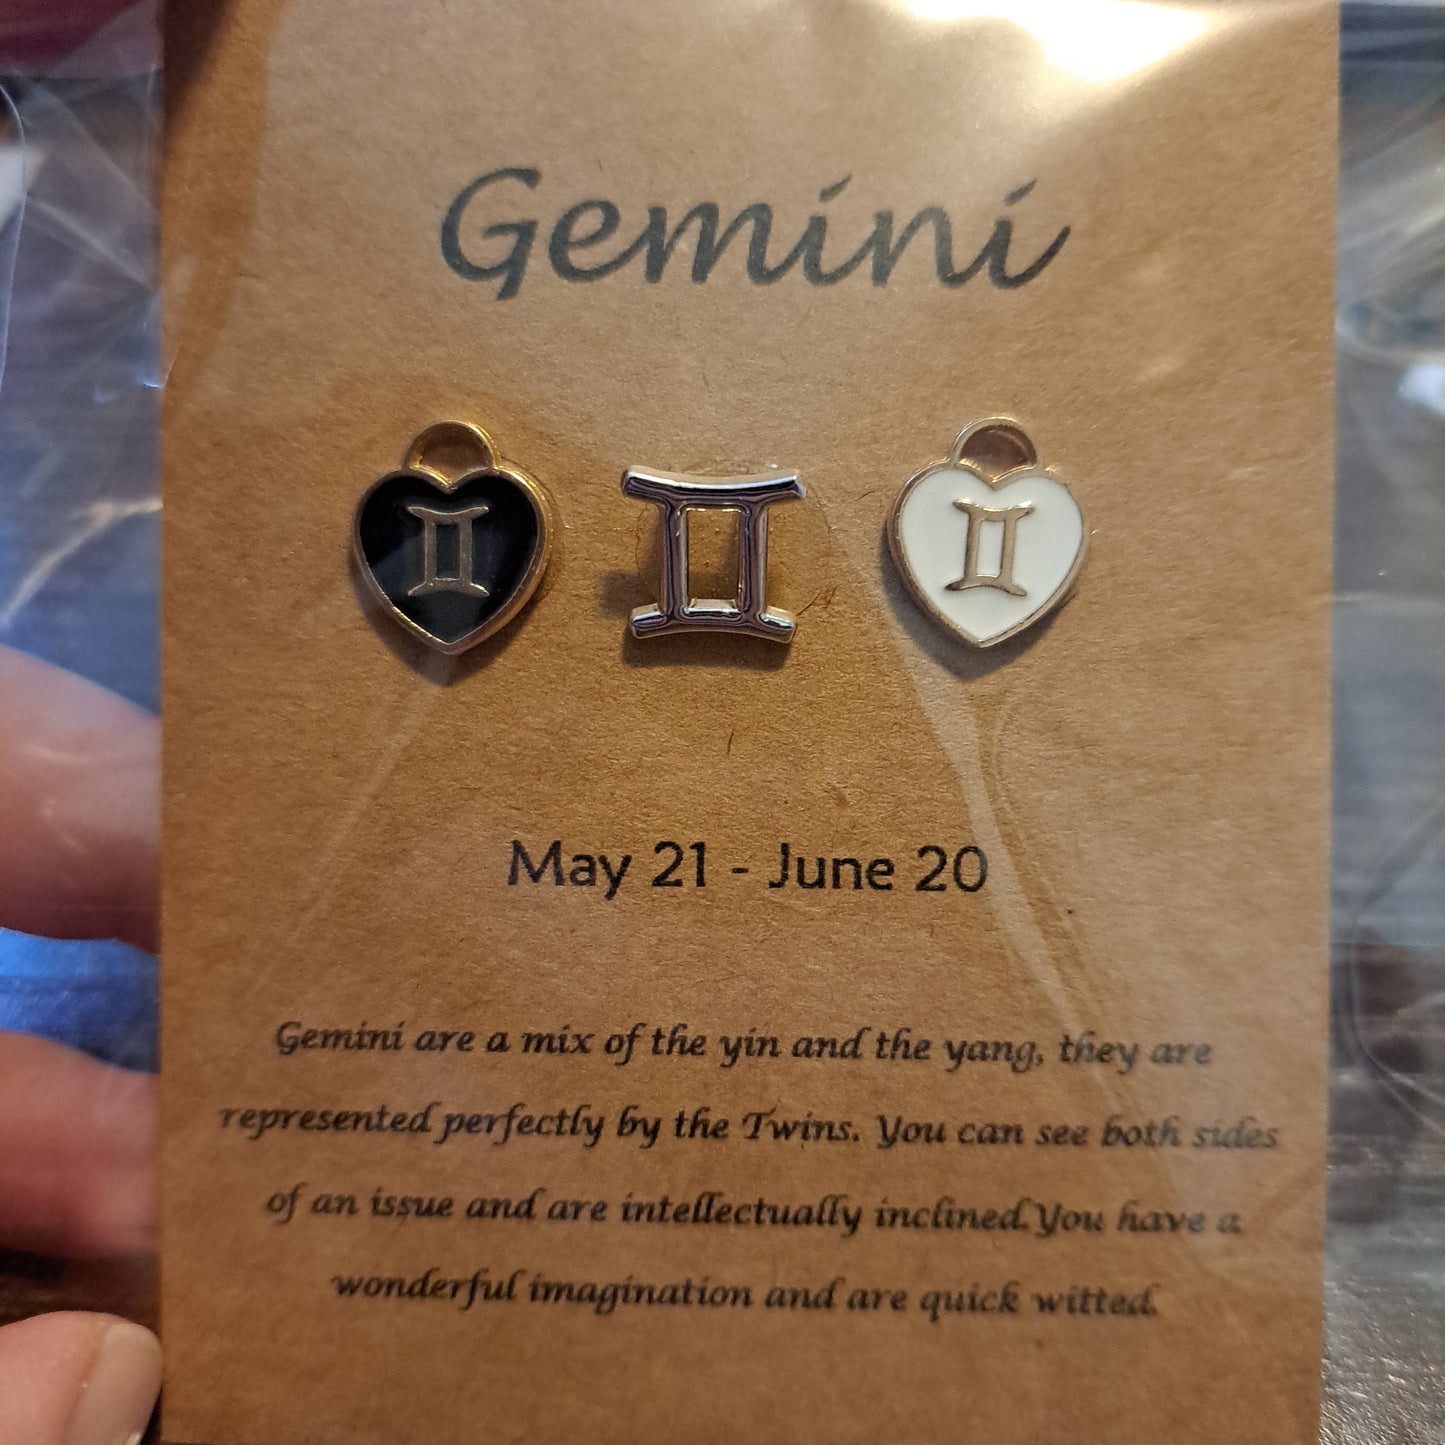 Gemini
May 21 - June 20
Gemini are a mix of the yin and the yang, they are
represented perfectly by the Twins. You can see both sides
of an issue and are intellectually inclined.You have a
wonderful imagination and are quick witted.